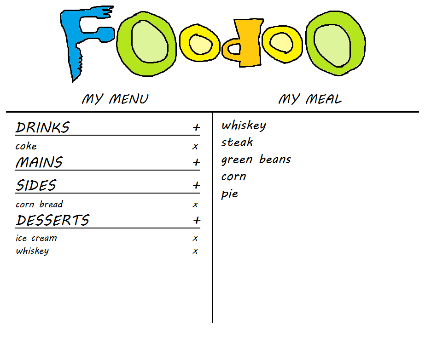 Foodoo
MY MENU
DRINKS +
coke x
MAINS +
SIDES +
corn bread x
DESSERTS +
ice cream x
whiskey x
MY MEAL
whiskey
steak
green beans
corn
pie